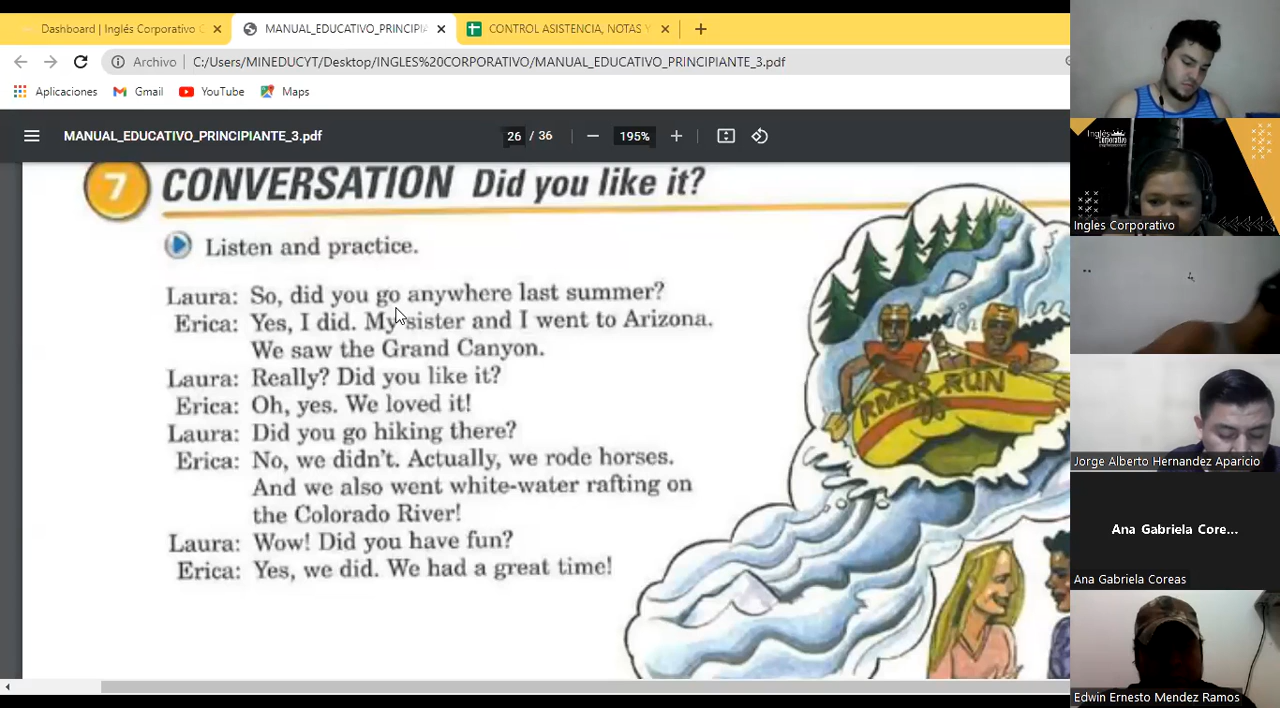 Dashboard | Inglés Corporativo
MANUAL_EDUCATIVO_PRINCIPIA
CONTROL ASISTENCIA, NOTAS Y
Archivo
C:/Users/MINEDUCYT/Desktop/INGLES%20CORPORATIVO/MANUAL_EDUCATIVO_PRINCIPIANTE_3.pdf
Aplicaciones Gmail YouTube Maps
MANUAL_EDUCATIVO_PRINCIPIANTE_3.pdf
26 / 36
195%
7 CONVERSATION Did you like it?
Listen and practice.
Laura: So, did you go anywhere last summer?
Erica: Yes, I did. My sister and I went to Arizona.
We saw the Grand Canyon.
Laura: Really? Did you like it?
Erica: Oh, yes. We loved it!
Laura: Did you go hiking there?
Erica: No, we didn't. Actually, we rode horses.
And we also went white-water rafting on
the Colorado River!
Laura: Wow! Did you have fun?
Erica: Yes, we did. We had a great time!
RIVER RUN
Inglés
Corporativo
Ingles Corporativo
Jorge Alberto Hernandez Aparicio
Ana Gabriela Core...
Ana Gabriela Coreas
Edwin Ernesto Mendez Ramos